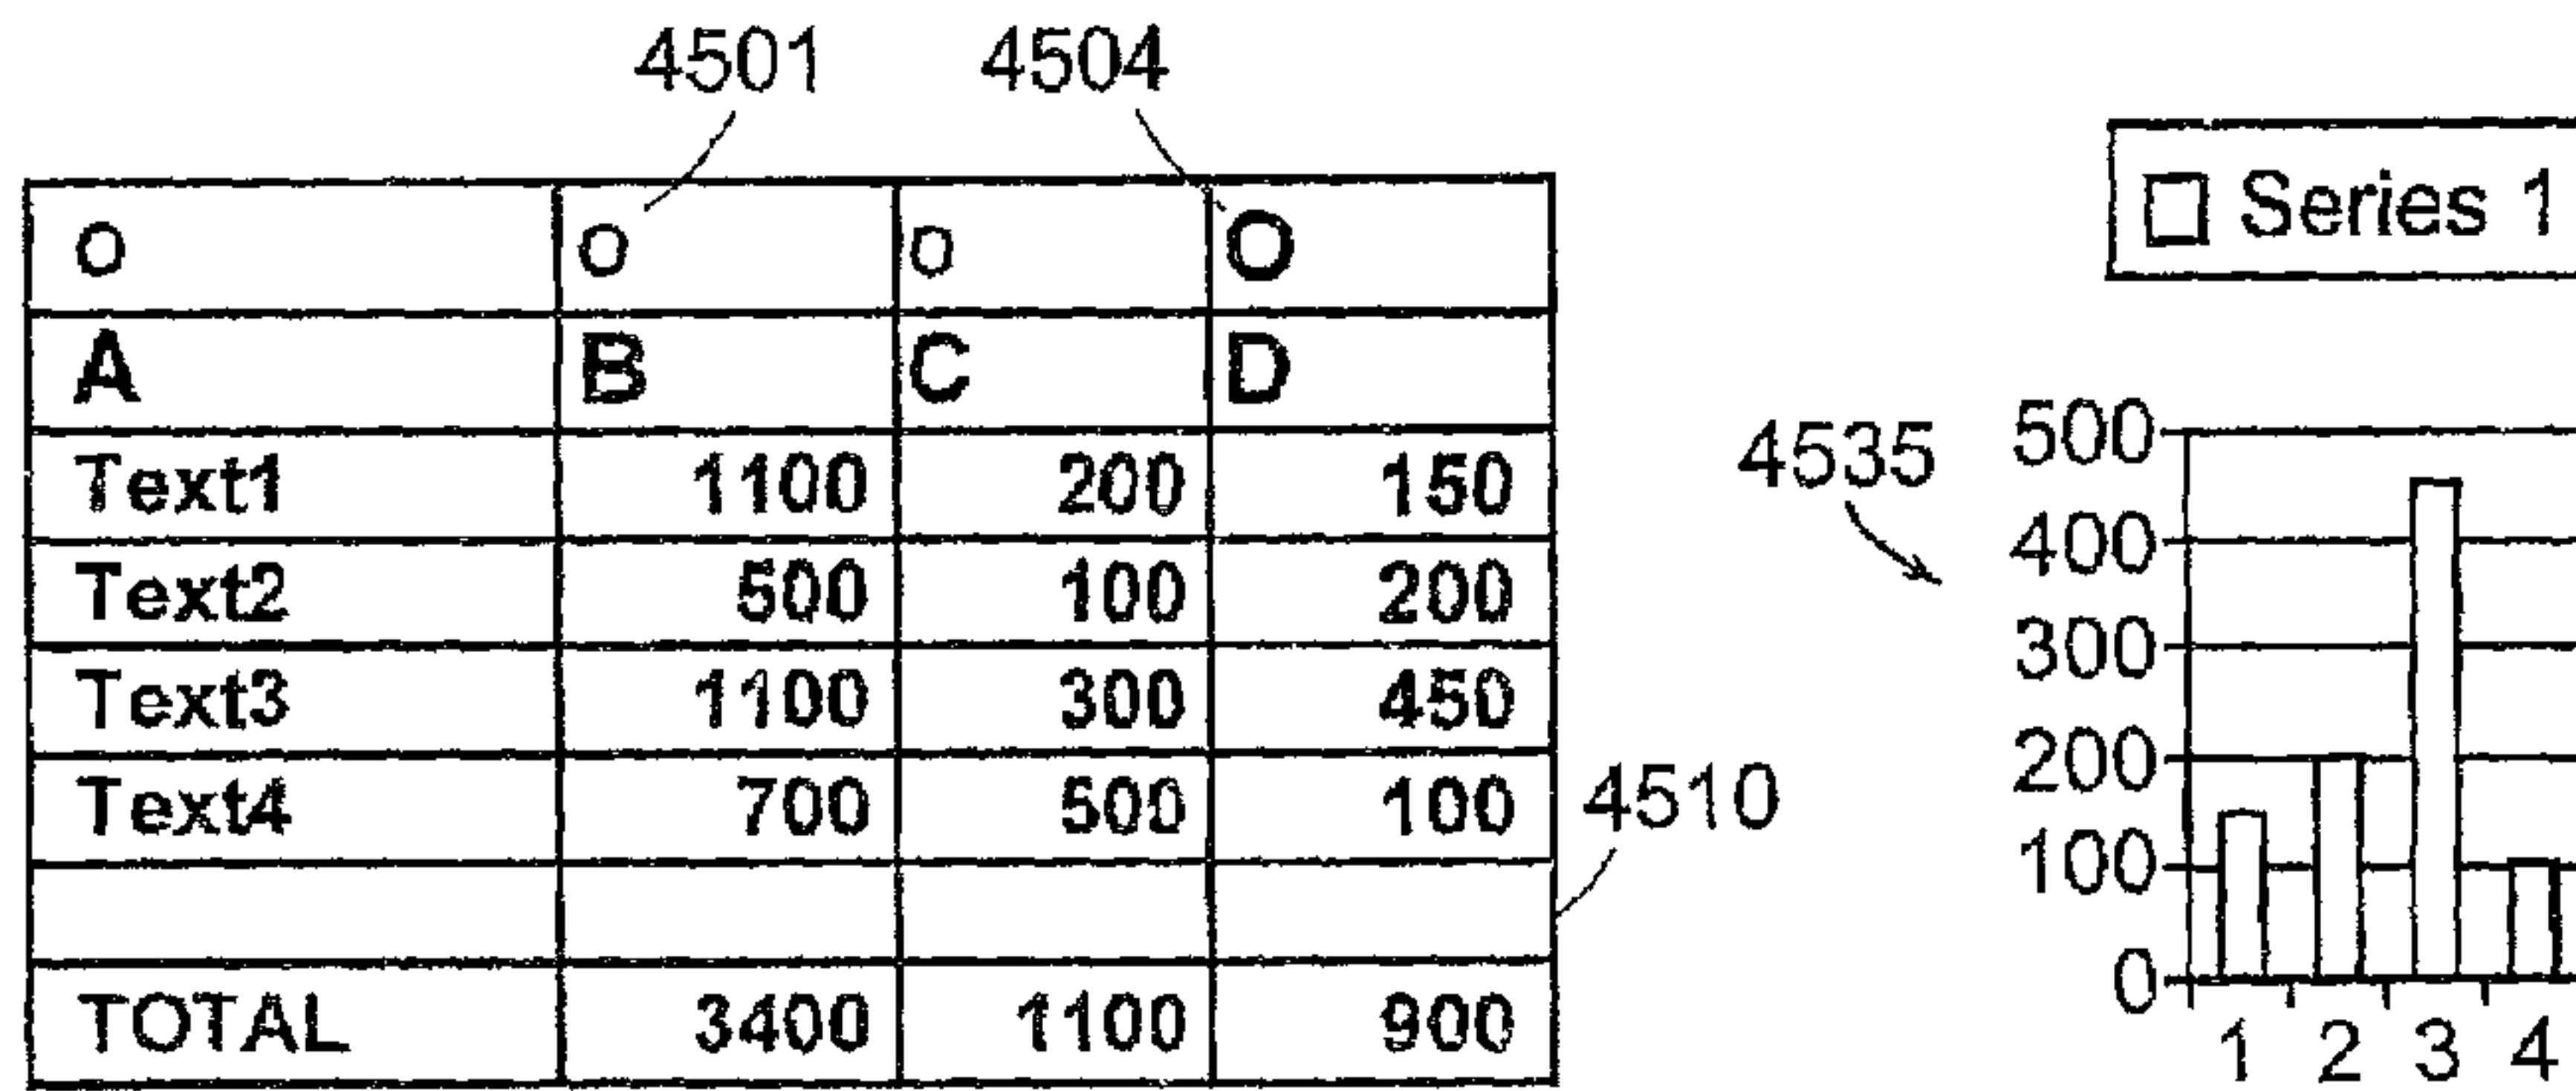 4501 4504
O O O O
A B C D
Text1 1100 200 150
Text2 500 100 200
Text3 1100 300 450
Text4 700 500 100
TOTAL 3400 1100 900
4510
Series 1
4535
500
400
300
200
100
0
1 2 3 4